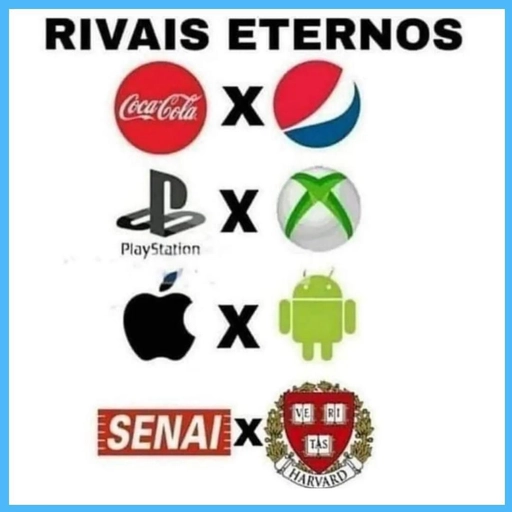 RIVAIS ETERNOS
Coca-Cola X
X
PlayStation
X
SENAI X
VE RI
TAS
HARVARD